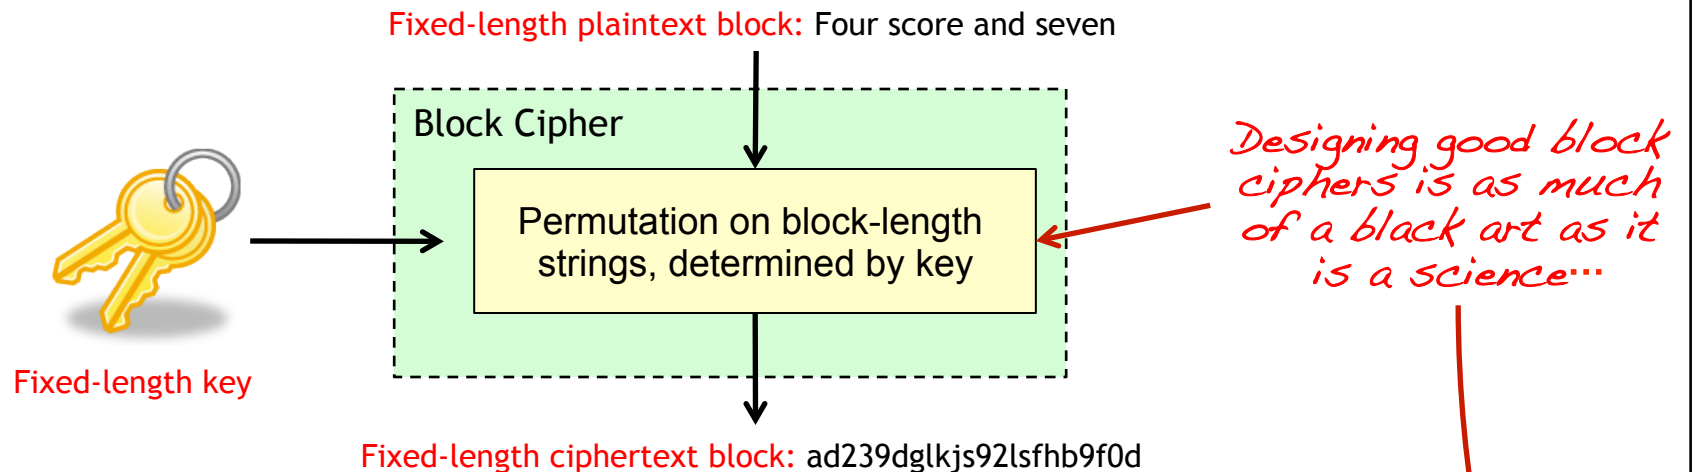 Fixed-length plaintext block: Four score and seven
Block Cipher
Permutation on block-length
strings, determined by key
Designing good block
ciphers is as much
of a black art as it
is a science…
Fixed-length key
Fixed-length ciphertext block: ad239dglkjs92lsfhb9f0d